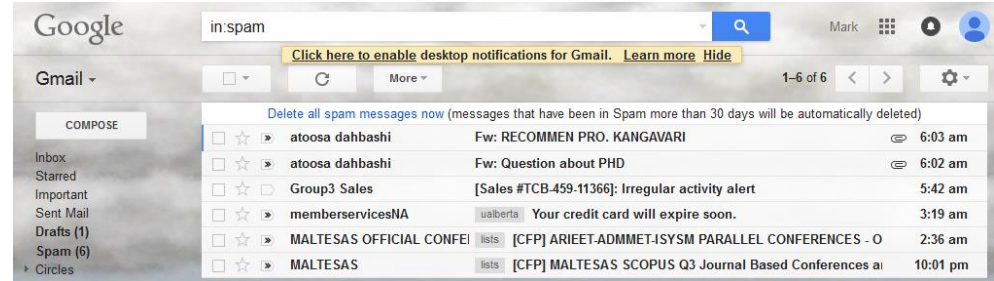 Google in:spam Mark
Click here to enable desktop notifications for Gmail. Learn more Hide
Gmail More 1–6 of 6
COMPOSE
Inbox
Starred
Important
Sent Mail
Drafts (1)
Spam (6)
Circles
Delete all spam messages now (messages that have been in Spam more than 30 days will be automatically deleted)
atoosa dahbashi Fw: RECOMMEN PRO. KANGAVARI 6:03 am
atoosa dahbashi Fw: Question about PHD 6:02 am
Group3 Sales [Sales #TCB-459-11366]: Irregular activity alert 5:42 am
memberservicesNA ualberta Your credit card will expire soon. 3:19 am
MALTESAS OFFICIAL CONFE lists [CFP] ARIEET-ADMMET-ISYSM PARALLEL CONFERENCES - O 2:36 am
MALTESAS lists [CFP] MALTESAS SCOPUS Q3 Journal Based Conferences a 10:01 pm